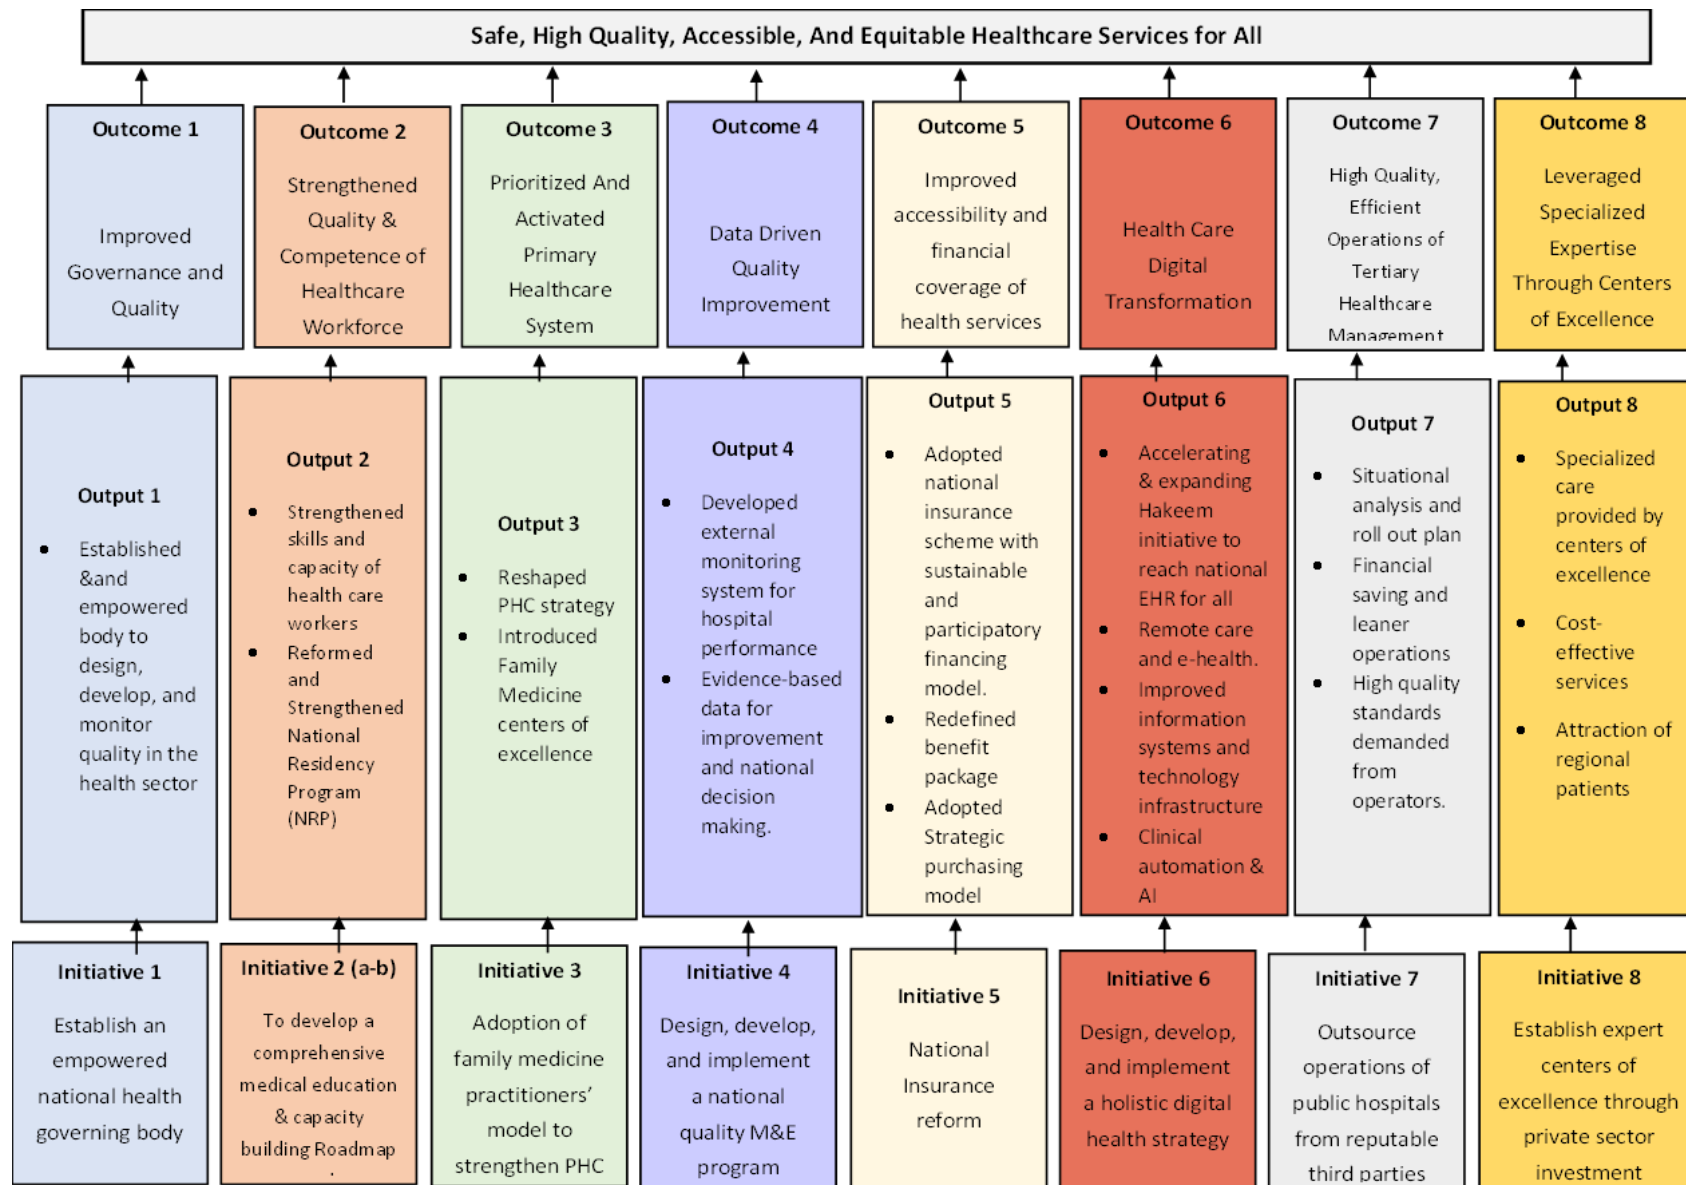 Safe, High Quality, Accessible, And Equitable Healthcare Services for All
Outcome 1
Improved
Governance and
Quality
Outcome 2
Strengthened
Quality &
Competence of
Healthcare
Workforce
Outcome 3
Prioritized And
Activated
Primary
Healthcare
System
Outcome 4
Data Driven
Quality
Improvement
Outcome 5
Improved
accessibility and
financial
coverage of
health services
Outcome 6
Health Care
Digital
Transformation
Outcome 7
High Quality,
Efficient
Operations of
Tertiary
Healthcare
Management
Outcome 8
Leveraged
Specialized
Expertise
Through Centers
of Excellence
Output 1
• Established
&and
empowered
body to
design,
develop, and
monitor
quality in the
health sector
Output 2
• Strengthened
skills and
capacity of
health care
workers
• Reformed
and
Strengthened
National
Residency
Program
(NRP)
Output 3
• Reshaped
PHC strategy
• Introduced
Family
Medicine
centers of
excellence
Output 4
• Developed
external
monitoring
system for
hospital
performance
• Evidence-based
data for
improvement
and national
decision
making.
Output 5
• Adopted
national
insurance
scheme with
sustainable
and
participatory
financing
model.
• Redefined
benefit
package
• Adopted
Strategic
purchasing
model
Output 6
• Accelerating
& expanding
Hakeem
initiative to
reach national
EHR for all
• Remote care
and e-health.
• Improved
information
systems and
technology
infrastructure
• Clinical
automation &
AI
Output 7
• Situational
analysis and
roll out plan
• Financial
saving and
leaner
operations
• High quality
standards
demanded
from
operators.
Output 8
• Specialized
care
provided by
centers of
excellence
• Cost-
effective
services
• Attraction of
regional
patients
Initiative 1
Establish an
empowered
national health
governing body
Initiative 2 (a-b)
To develop a
comprehensive
medical education
& capacity
building Roadmap
Initiative 3
Adoption of
family medicine
practitioners’
model to
strengthen PHC
Initiative 4
Design, develop,
and implement
a national
quality M&E
program
Initiative 5
National
Insurance
reform
Initiative 6
Design, develop,
and implement
a holistic digital
health strategy
Initiative 7
Outsource
operations of
public hospitals
from reputable
third parties
Initiative 8
Establish expert
centers of
excellence through
private sector
investment